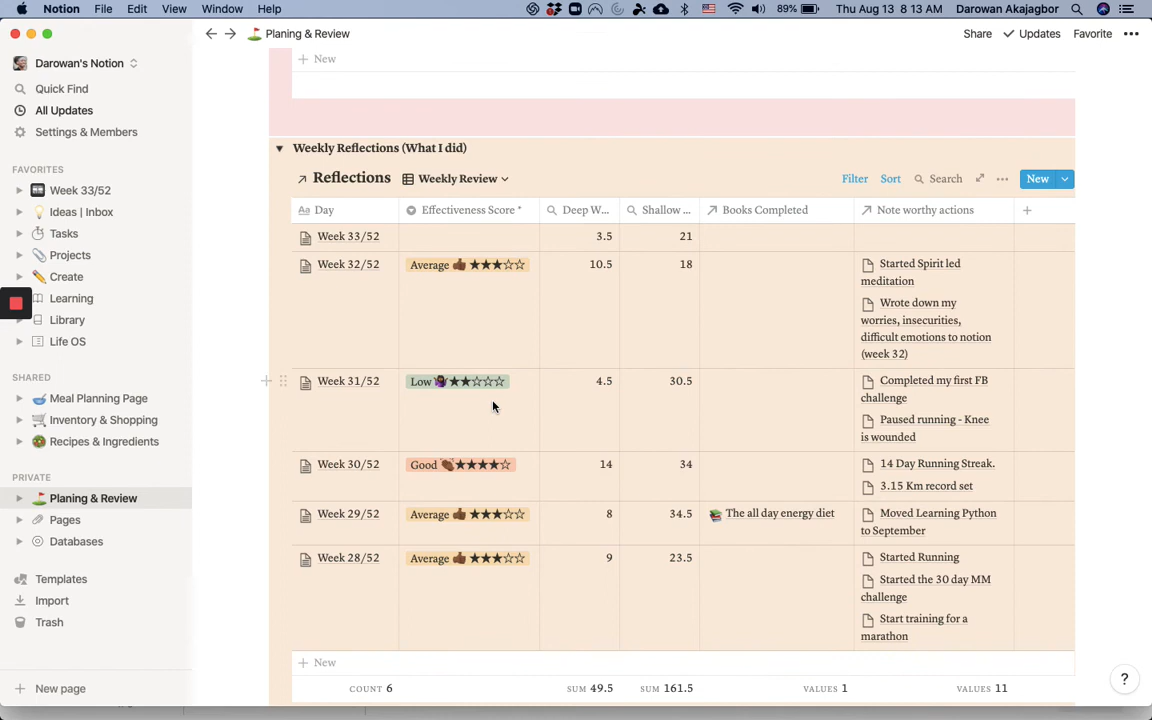 Notion File Edit View Window Help 89% Thu Aug 13 8 13 AM Darowan Akajagbor
Planing & Review Share Updates Favorite
Darowan's Notion
Quick Find
All Updates
Settings & Members
FAVORITES
Week 33/52
Ideas | Inbox
Tasks
Projects
Create
Learning
Library
Life OS
SHARED
Meal Planning Page
Inventory & Shopping
Recipes & Ingredients
PRIVATE
Planing & Review
Pages
Databases
Templates
Import
Trash
New page
New
Weekly Reflections (What I did)
Reflections Weekly Review Filter Sort Search New
Aa Day Effectiveness Score * Deep W... Shallow ... Books Completed Note worthy actions
Week 33/52 3.5 21
Week 32/52 Average 👍🏾 ★★★☆☆ 10.5 18 Started Spirit led
meditation
Wrote down my
worries, insecurities,
difficult emotions to notion
(week 32)
Week 31/52 Low ★★☆☆☆ 4.5 30.5 Completed my first FB
challenge
Paused running - Knee
is wounded
Week 30/52 Good ★★★★☆ 14 34 14 Day Running Streak.
3.15 Km record set
Week 29/52 Average 👍🏾 ★★★☆☆ 8 34.5 The all day energy diet Moved Learning Python
to September
Week 28/52 Average 👍🏾 ★★★☆☆ 9 23.5 Started Running
Started the 30 day MM
challenge
Start training for a
marathon
New
COUNT 6 SUM 49.5 SUM 161.5 VALUES 1 VALUES 11
?